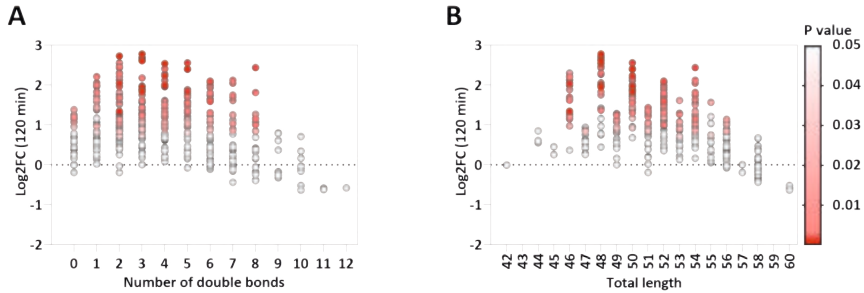 A
3
2
1
0
-1
-2
Log2FC (120 min)
0 1 2 3 4 5 6 7 8 9 10 11 12
Number of double bonds
B
3
2
1
0
-1
-2
Log2FC (120 min)
42 43 44 45 46 47 48 49 50 51 52 53 54 55 56 57 58 59 60
Total length
P value
0.05
0.04
0.03
0.02
0.01